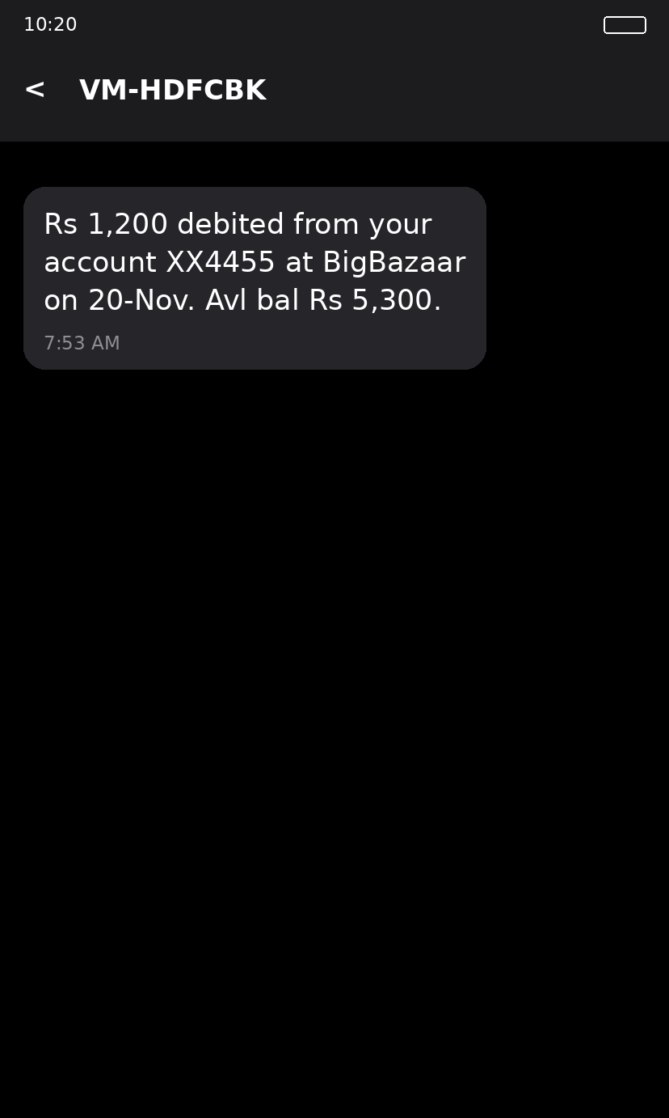 10:20
< VM-HDFCBK
Rs 1,200 debited from your
account XX4455 at BigBazaar
on 20-Nov. Avl bal Rs 5,300.
7:53 AM